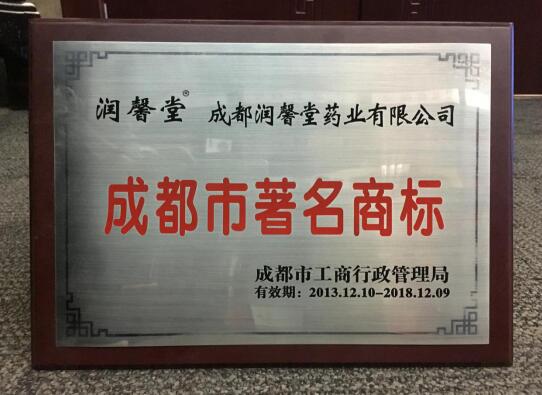 润馨堂® 成都润馨堂药业有限公司
成都市著名商标
成都市工商行政管理局
有效期：2013.12.10-2018.12.09